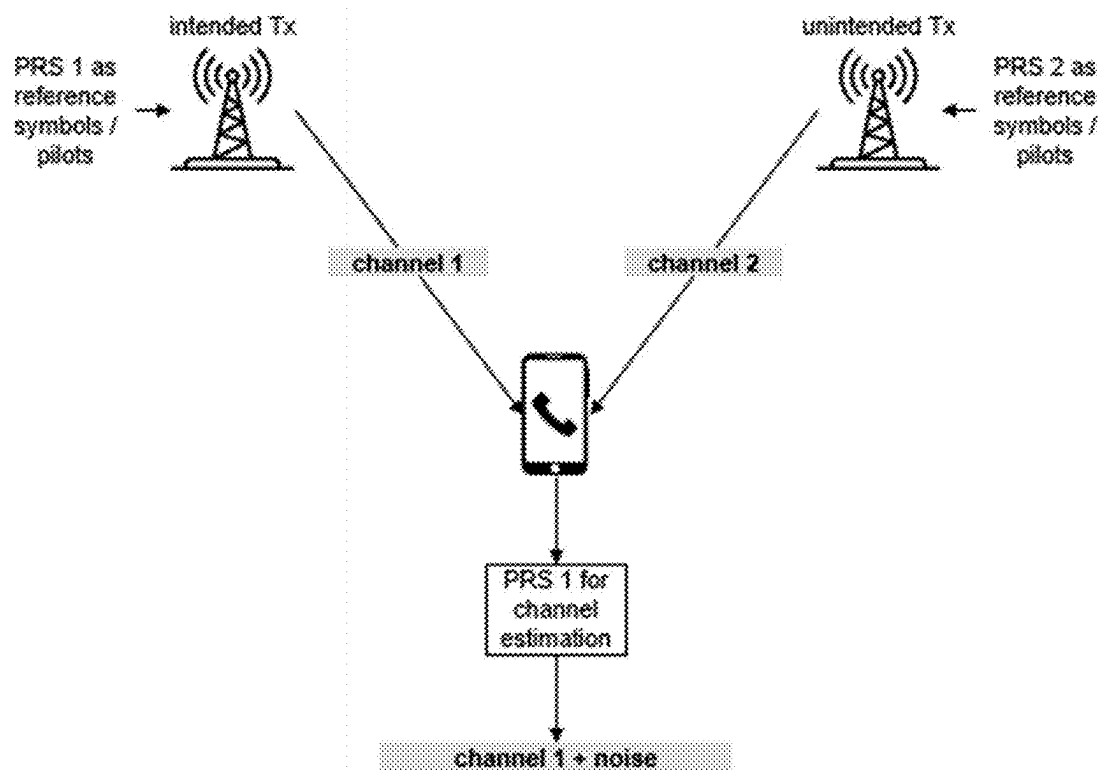 intended Tx
unintended Tx
PRS 1 as
reference
symbols /
pilots
PRS 2 as
reference
symbols /
pilots
channel 1
channel 2
PRS 1 for
channel
estimation
channel 1 + noise